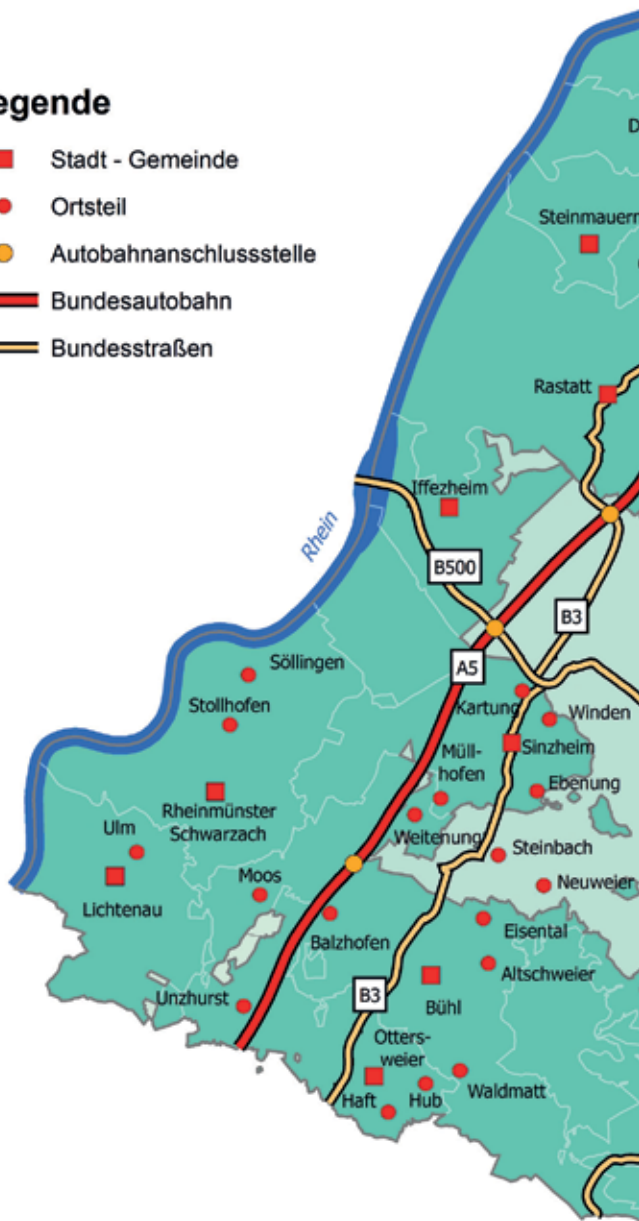 egende
Stadt - Gemeinde
Ortsteil
Autobahnanschlussstelle
Bundesautobahn
Bundesstraßen
D
Steinmauern
Rastatt
Iffezheim
Rhein
B500
B3
A5
Söllingen
Kartung
Winden
Stollhofen
Sinzheim
Müll-
hofen
Ebenung
Rheinmünster
Schwarzach
Ulm
Weitenung
Steinbach
Moos
Neuweier
Lichtenau
Balzhofen
Eisental
Altschweier
Unzhurst
B3
Bühl
Otters-
weier
Waldmatt
Haft
Hub